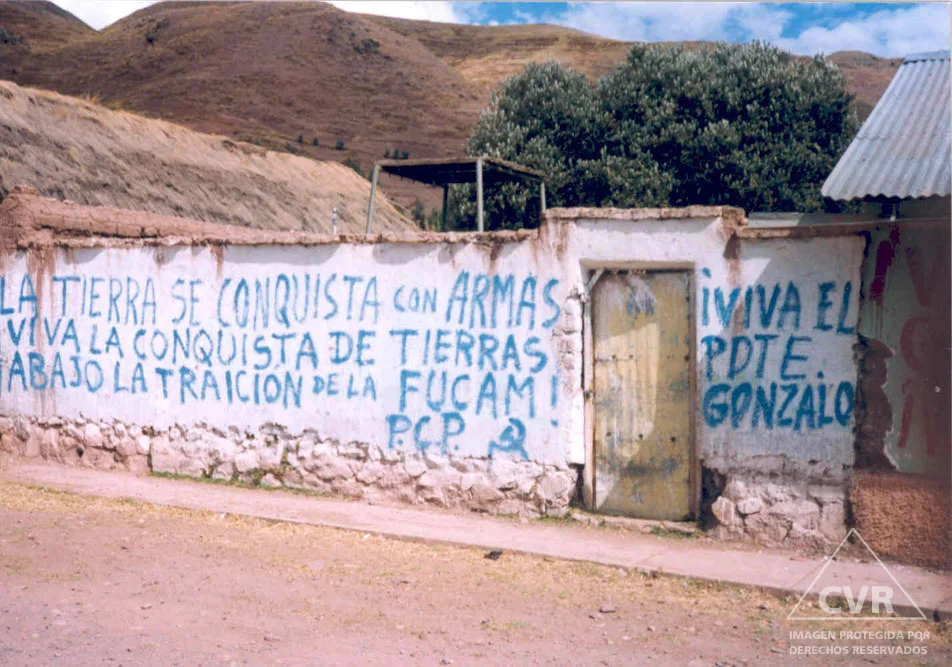 LA TIERRA SE CONQUISTA CON ARMAS
VIVA LA CONQUISTA DE TIERRAS
¡ABAJO LA TRAICIÓN DE LA FUCAM!
P.C.P.
¡VIVA EL
PDTE.
GONZALO
CVR
IMAGEN PROTEGIDA POR
DERECHOS RESERVADOS